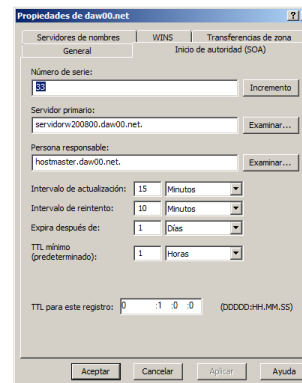 Propiedades de daw00.net
?
Servidores de nombres WINS Transferencias de zona
General Inicio de autoridad (SOA)
Número de serie:
33 Incremento
Servidor primario:
servidorw200800.daw00.net. Examinar...
Persona responsable:
hostmaster.daw00.net. Examinar...
Intervalo de actualización: 15 Minutos
Intervalo de reintento: 10 Minutos
Expira después de: 1 Días
TTL mínimo
(predeterminado): 1 Horas
TTL para este registro: 0 :1 :0 :0 (DDDDD:HH.MM.SS)
Aceptar Cancelar Aplicar Ayuda